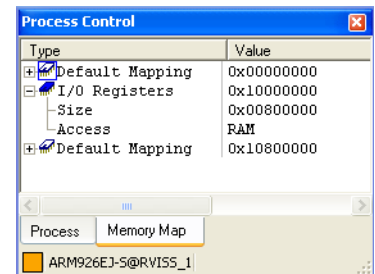 Process Control
Type Value
Default Mapping 0x00000000
I/O Registers 0x10000000
Size 0x00800000
Access RAM
Default Mapping 0x10800000
Process Memory Map
ARM926EJ-S@RVISS_1